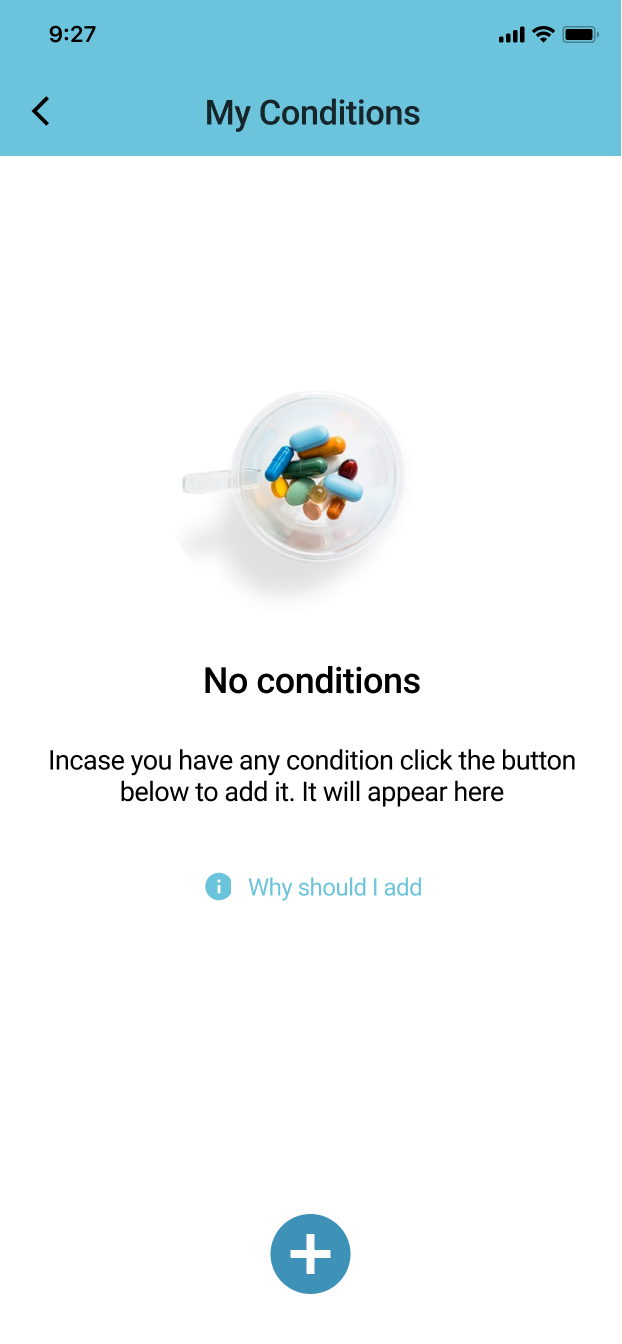 9:27
My Conditions
No conditions
Incase you have any condition click the button
below to add it. It will appear here
Why should I add